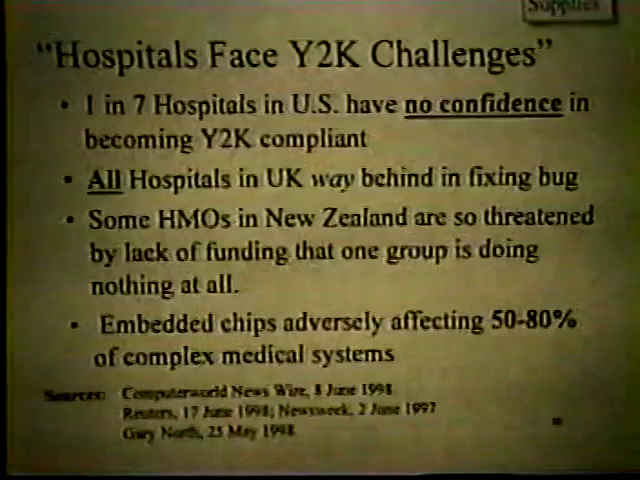 Supplies
“Hospitals Face Y2K Challenges”
• 1 in 7 Hospitals in U.S. have no confidence in
becoming Y2K compliant
• All Hospitals in UK way behind in fixing bug
• Some HMOs in New Zealand are so threatened
by lack of funding that one group is doing
nothing at all.
• Embedded chips adversely affecting 50-80%
of complex medical systems
Sources: Computerworld News Wire, 8 June 1998
Reuters, 17 June 1998; Newsweek, 2 June 1997
Gary North, 25 May 1998